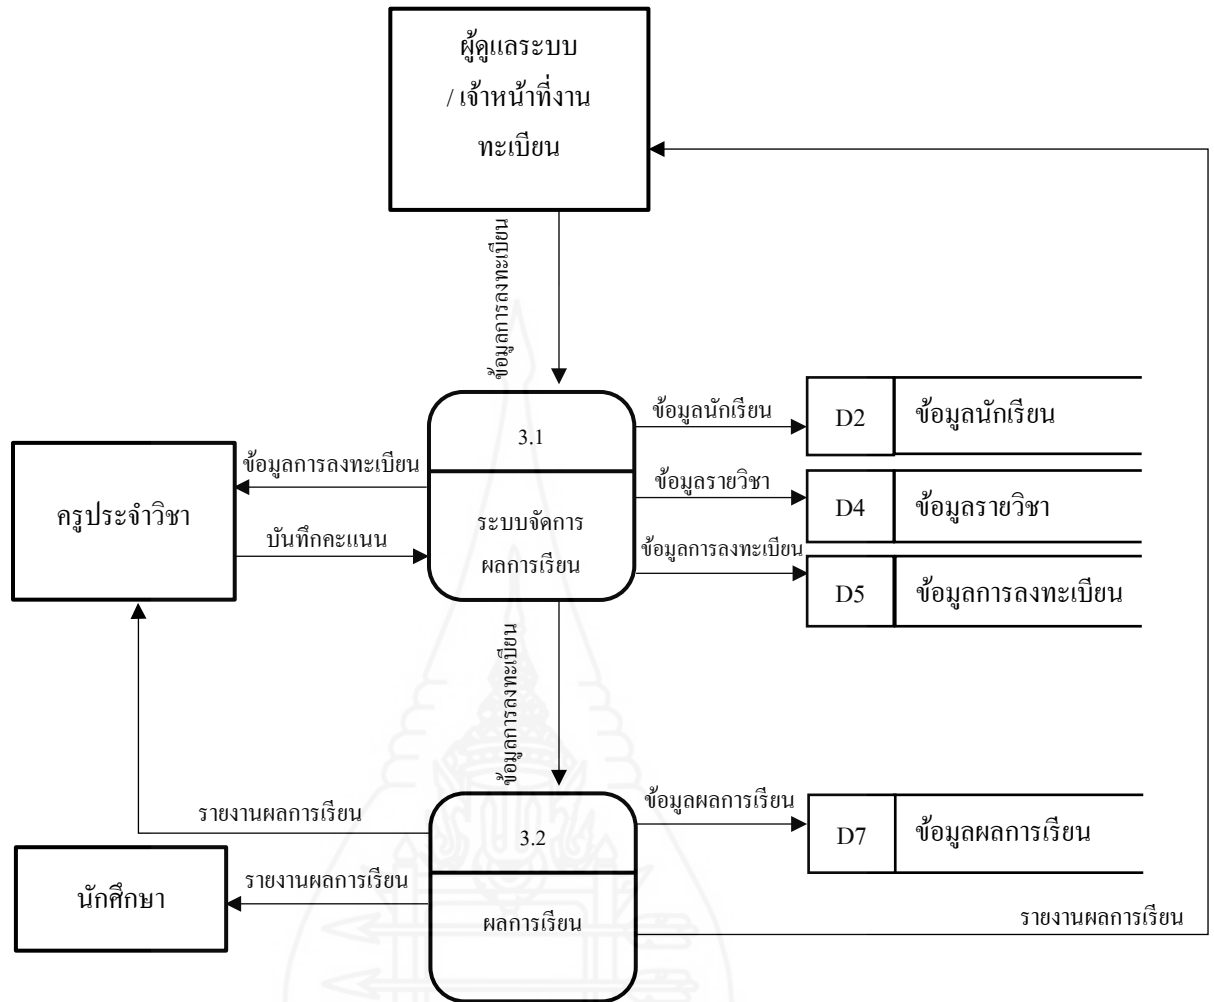 ผู้ดูแลระบบ
/ เจ้าหน้าที่งาน
ทะเบียน
ข้อมูลการลงทะเบียน
3.1
ระบบจัดการ
ผลการเรียน
ข้อมูลนักเรียน
D2
ข้อมูลนักเรียน
ข้อมูลรายวิชา
D4
ข้อมูลรายวิชา
ข้อมูลการลงทะเบียน
D5
ข้อมูลการลงทะเบียน
ครูประจำวิชา
ข้อมูลการลงทะเบียน
บันทึกคะแนน
ข้อมูลการลงทะเบียน
รายงานผลการเรียน
3.2
ผลการเรียน
ข้อมูลผลการเรียน
D7
ข้อมูลผลการเรียน
นักศึกษา
รายงานผลการเรียน
รายงานผลการเรียน